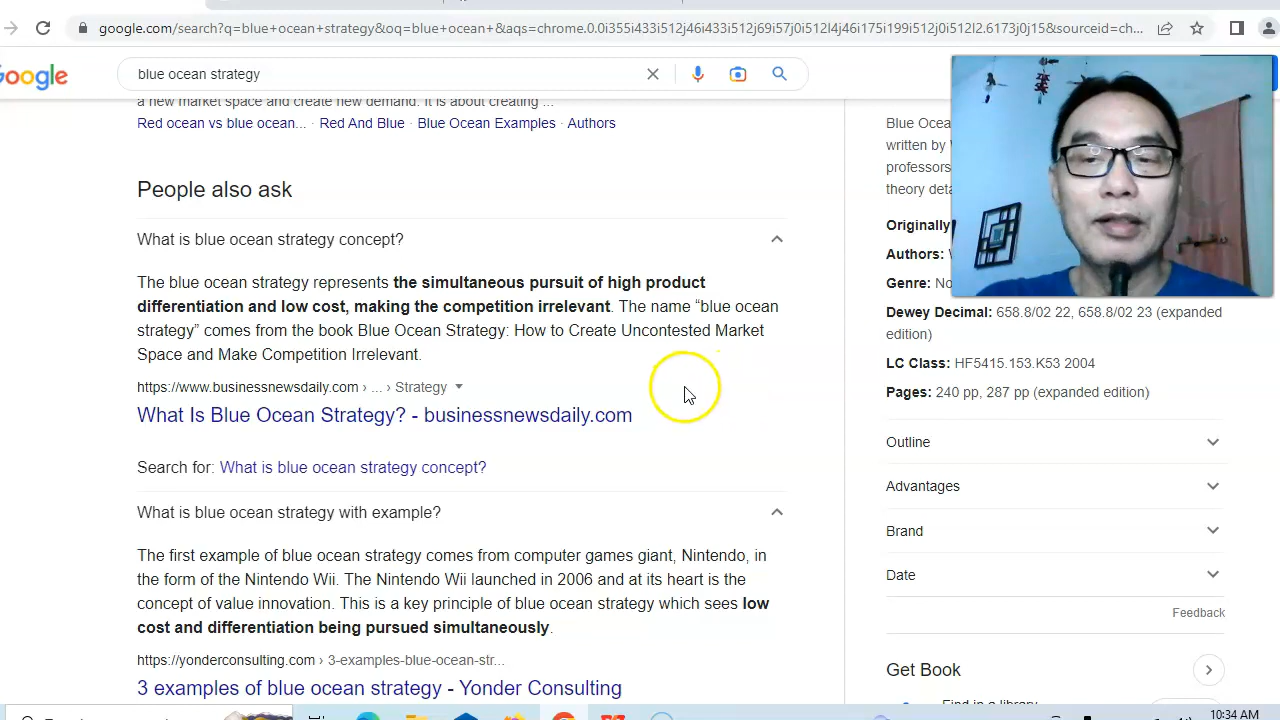 google.com/search?q=blue+ocean+strategy&oq=blue+ocean+&aqs=chrome.0.0i355i433i512j46i433i512j69i57j0i512l4j46i175i199i512j0i512l2.6173j0j15&sourceid=ch...
Google
blue ocean strategy
a new market space and create new demand. It is about creating ...
Red ocean vs blue ocean... · Red And Blue · Blue Ocean Examples · Authors
People also ask
What is blue ocean strategy concept?
The blue ocean strategy represents the simultaneous pursuit of high product
differentiation and low cost, making the competition irrelevant. The name “blue ocean
strategy” comes from the book Blue Ocean Strategy: How to Create Uncontested Market
Space and Make Competition Irrelevant.
https://www.businessnewsdaily.com › ... › Strategy
What Is Blue Ocean Strategy? - businessnewsdaily.com
Search for: What is blue ocean strategy concept?
What is blue ocean strategy with example?
The first example of blue ocean strategy comes from computer games giant, Nintendo, in
the form of the Nintendo Wii. The Nintendo Wii launched in 2006 and at its heart is the
concept of value innovation. This is a key principle of blue ocean strategy which sees low
cost and differentiation being pursued simultaneously.
https://yonderconsulting.com › 3-examples-blue-ocean-str...
3 examples of blue ocean strategy - Yonder Consulting
Blue Ocea
written by
professors
theory deta
Originally
Authors:
Genre: No
Dewey Decimal: 658.8/02 22, 658.8/02 23 (expanded
edition)
LC Class: HF5415.153.K53 2004
Pages: 240 pp, 287 pp (expanded edition)
Outline
Advantages
Brand
Date
Feedback
Get Book
Find in a library
10:34 AM